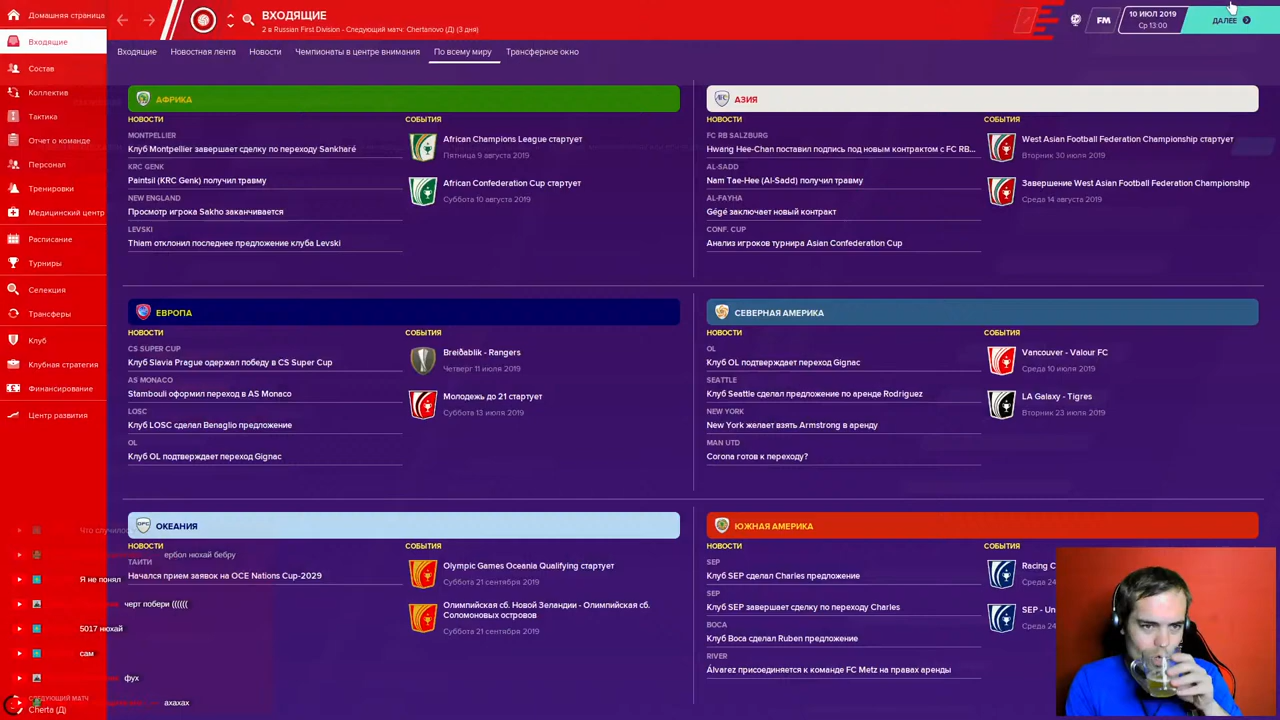 Домашняя страница
Входящие
Состав
Коллектив
Тактика
Отчет о команде
Персонал
Тренировки
Медицинский центр
Расписание
Турниры
Селекция
Трансферы
Клуб
Клубная стратегия
Финансирование
Центр развития
ВХОДЯЩИЕ
2 в Russian First Division - Следующий матч: Chertanovo (Д) (3 дня)
FM
10 ИЮЛ 2019
Ср 13:00
ДАЛЕЕ
Входящие
Новостная лента
Новости
Чемпионаты в центре внимания
По всему миру
Трансферное окно
АФРИКА
НОВОСТИ
MONTPELLIER
Клуб Montpellier завершает сделку по переходу Sankharé
KRC GENK
Paintsil (KRC Genk) получил травму
NEW ENGLAND
Просмотр игрока Sakho заканчивается
LEVSKI
Thiam отклонил последнее предложение клуба Levski
СОБЫТИЯ
African Champions League стартует
Пятница 9 августа 2019
African Confederation Cup стартует
Суббота 10 августа 2019
АЗИЯ
НОВОСТИ
FC RB SALZBURG
Hwang Hee-Chan поставил подпись под новым контрактом с FC RB...
AL-SADD
Nam Tae-Hee (Al-Sadd) получил травму
AL-FAYHA
Gégé заключает новый контракт
CONF. CUP
Анализ игроков турнира Asian Confederation Cup
СОБЫТИЯ
West Asian Football Federation Championship стартует
Вторник 30 июля 2019
Завершение West Asian Football Federation Championship
Среда 14 августа 2019
ЕВРОПА
НОВОСТИ
CS SUPER CUP
Клуб Slavia Prague одержал победу в CS Super Cup
AS MONACO
Stambouli оформил переход в AS Monaco
LOSC
Клуб LOSC сделал Benaglio предложение
OL
Клуб OL подтверждает переход Gignac
СОБЫТИЯ
Breiðablik - Rangers
Четверг 11 июля 2019
Молодежь до 21 стартует
Суббота 13 июля 2019
СЕВЕРНАЯ АМЕРИКА
НОВОСТИ
OL
Клуб OL подтверждает переход Gignac
SEATTLE
Клуб Seattle сделал предложение по аренде Rodriguez
NEW YORK
New York желает взять Armstrong в аренду
MAN UTD
Corona готов к переходу?
СОБЫТИЯ
Vancouver - Valour FC
Среда 10 июля 2019
LA Galaxy - Tigres
Вторник 23 июля 2019
ОКЕАНИЯ
НОВОСТИ
ТАИТИ
Начался прием заявок на OCE Nations Cup-2029
СОБЫТИЯ
Olympic Games Oceania Qualifying стартует
Суббота 21 сентября 2019
Олимпийская сб. Новой Зеландии - Олимпийская сб.
Соломоновых островов
Суббота 21 сентября 2019
ЮЖНАЯ АМЕРИКА
НОВОСТИ
SEP
Клуб SEP сделал Charles предложение
SEP
Клуб SEP завершает сделку по переходу Charles
BOCA
Клуб Boca сделал Ruben предложение
RIVER
Álvarez присоединяется к команде FC Metz на правах аренды
СОБЫТИЯ
Racing C
Среда 24
SEP - Un
Среда 24
Что случилос
ербол нюхай бебру
Я не понял
черт побери ((((((
5017 нюхай
сам
фух
ахахах
СЛЕДУЮЩИЙ МАТЧ
Cherta (Д)